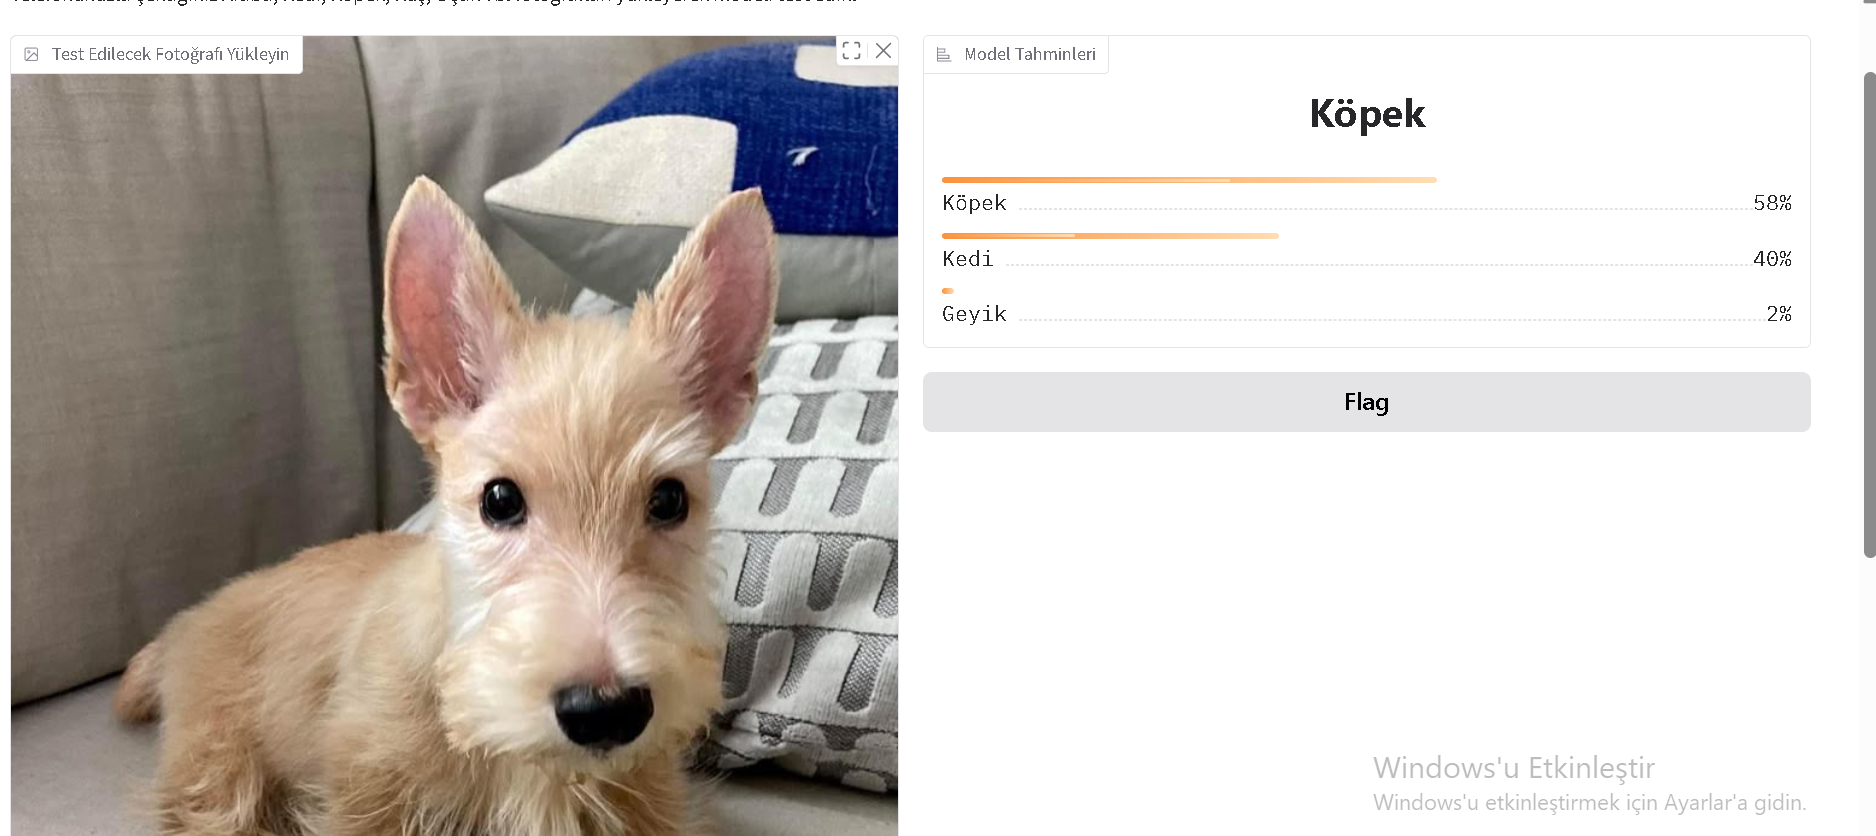 Test Edilecek Fotoğrafı Yükleyin
Model Tahminleri
Köpek
Köpek 58%
Kedi 40%
Geyik 2%
Flag
Windows'u Etkinleştir
Windows'u etkinleştirmek için Ayarlar'a gidin.